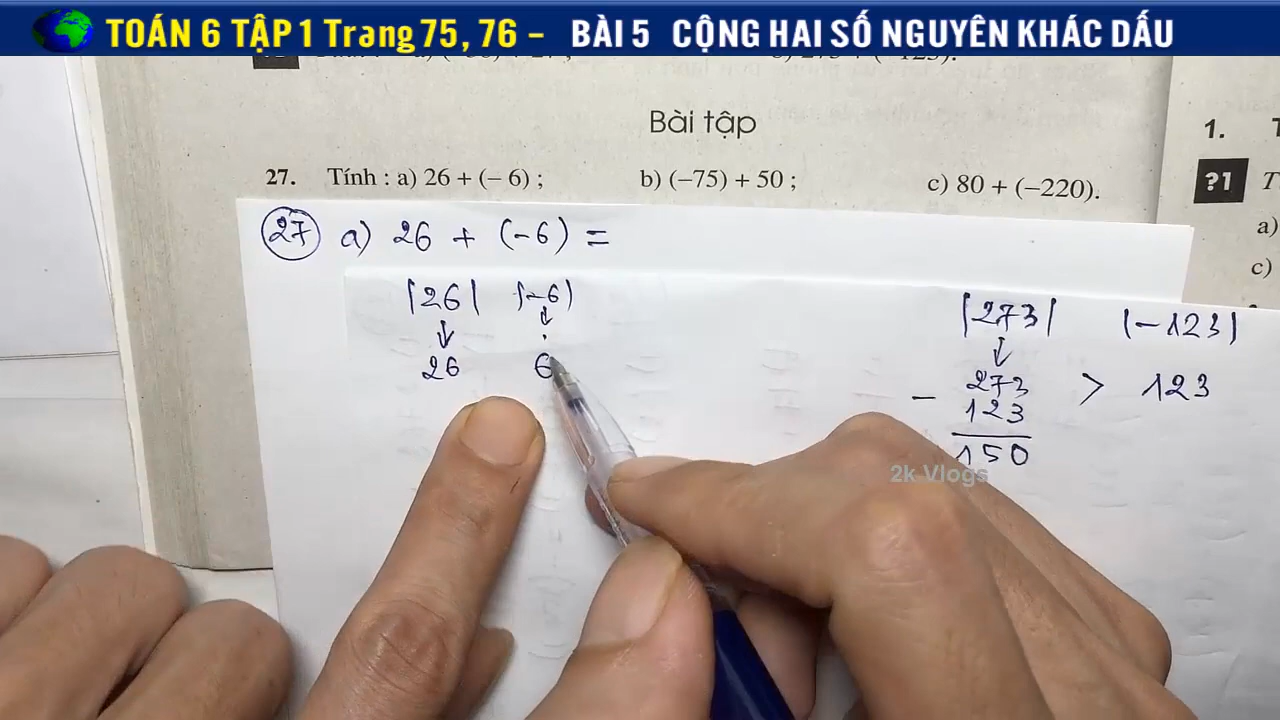 TOÁN 6 TẬP 1 Trang 75, 76 – BÀI 5 CỘNG HAI SỐ NGUYÊN KHÁC DẤU
Bài tập
27. Tính : a) 26 + (– 6) ; b) (–75) + 50 ; c) 80 + (–220).
27 a) 26 + (-6) =
|26| |-6|
26 6
|273| |-123|
273 > 123
- 123
150
2k Vlogs
1.
?1
a)
c)